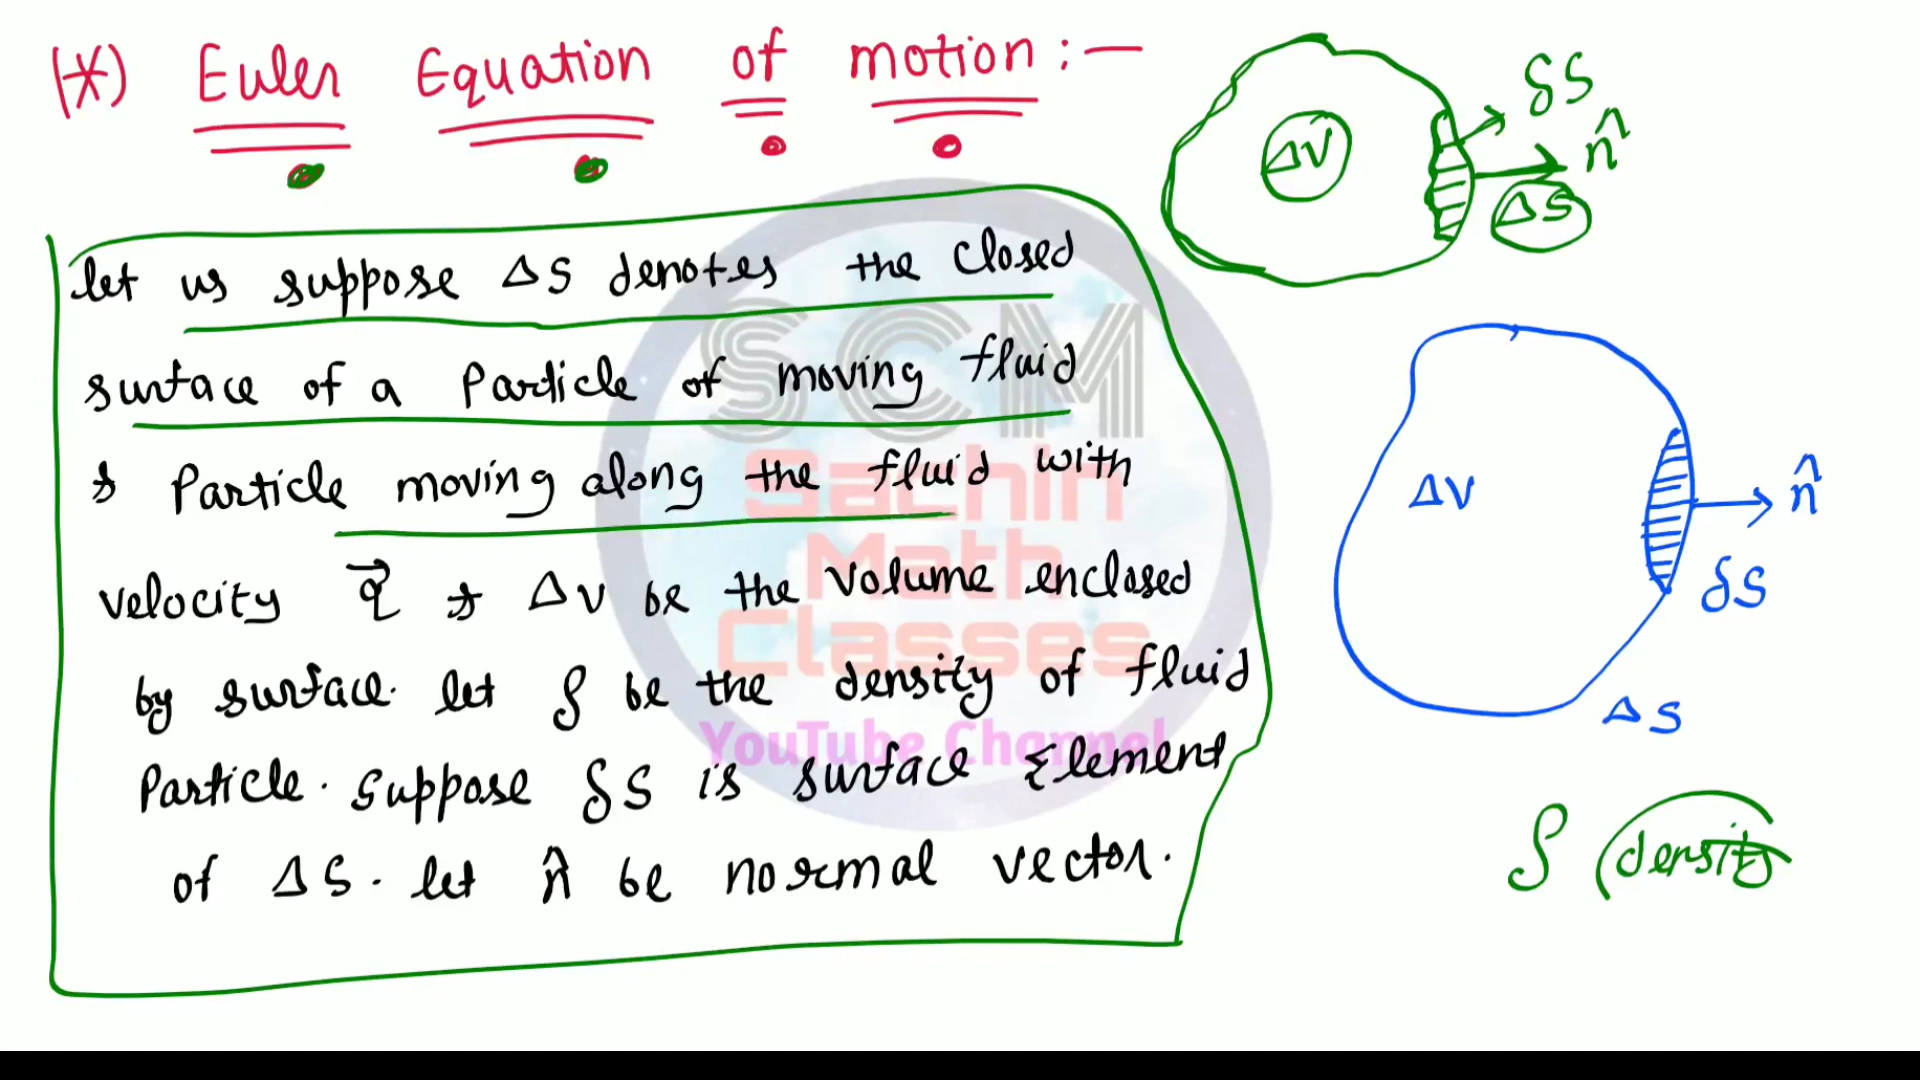 (*) Euler Equation of motion :-
let us suppose ΔS denotes the closed
surface of a Particle of moving fluid
& Particle moving along the fluid with
velocity q⃗ & ΔV be the volume enclosed
by surface. let ρ be the density of fluid
Particle. Suppose δS is surface Element
of ΔS. let n̂ be normal vector.
ΔV
δS
n̂
ΔS
ΔV
n̂
δS
ΔS
ρ (density
SCM
Sachin
Math
Classes
YouTube Channel